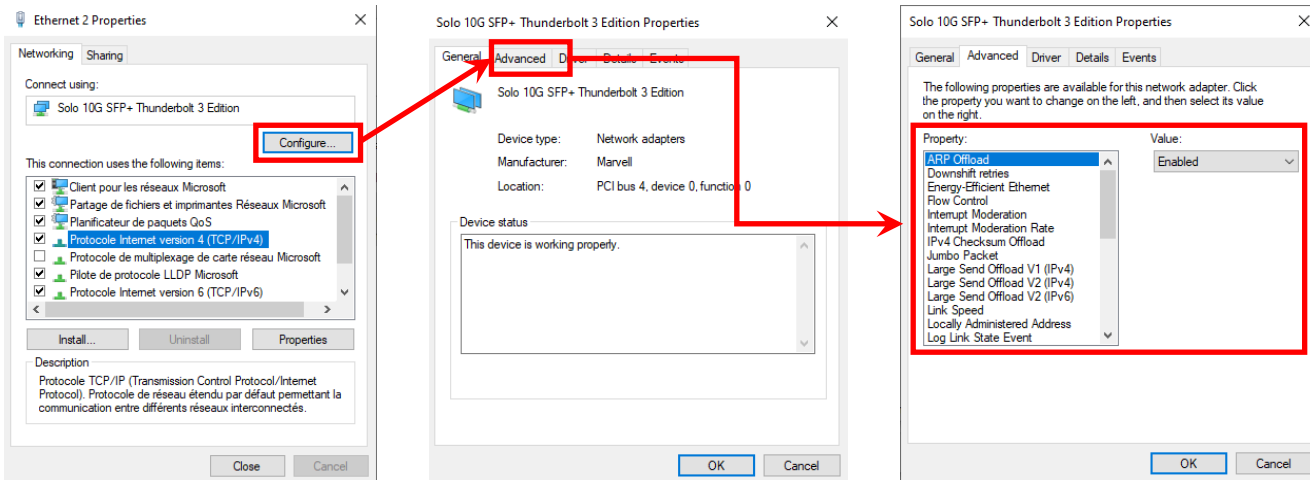 Ethernet 2 Properties
Networking Sharing
Connect using:
Solo 10G SFP+ Thunderbolt 3 Edition
Configure...
This connection uses the following items:
Client pour les réseaux Microsoft
Partage de fichiers et imprimantes Réseaux Microsoft
Planificateur de paquets QoS
Protocole Internet version 4 (TCP/IPv4)
Protocole de multiplexage de carte réseau Microsoft
Pilote de protocole LLDP Microsoft
Protocole Internet version 6 (TCP/IPv6)
Install... Uninstall Properties
Description
Protocole TCP/IP (Transmission Control Protocol/Internet
Protocol). Protocole de réseau étendu par défaut permettant la
communication entre différents réseaux interconnectés.
Close Cancel
Solo 10G SFP+ Thunderbolt 3 Edition Properties
General Advanced Driver Details Events
Solo 10G SFP+ Thunderbolt 3 Edition
Device type: Network adapters
Manufacturer: Marvell
Location: PCI bus 4, device 0, function 0
Device status
This device is working properly.
OK Cancel
Solo 10G SFP+ Thunderbolt 3 Edition Properties
General Advanced Driver Details Events
The following properties are available for this network adapter. Click
the property you want to change on the left, and then select its value
on the right.
Property: Value:
ARP Offload Enabled
Downshift retries
Energy-Efficient Ethernet
Flow Control
Interrupt Moderation
Interrupt Moderation Rate
IPv4 Checksum Offload
Jumbo Packet
Large Send Offload V1 (IPv4)
Large Send Offload V2 (IPv4)
Large Send Offload V2 (IPv6)
Link Speed
Locally Administered Address
Log Link State Event
OK Cancel